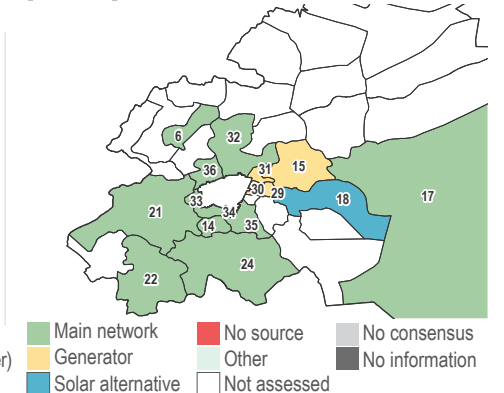 6
32
36
31
15
30
29
18
17
33
21
34
14
35
24
22
Main network
No source
No consensus
er)
Generator
Other
No information
Solar alternative
Not assessed